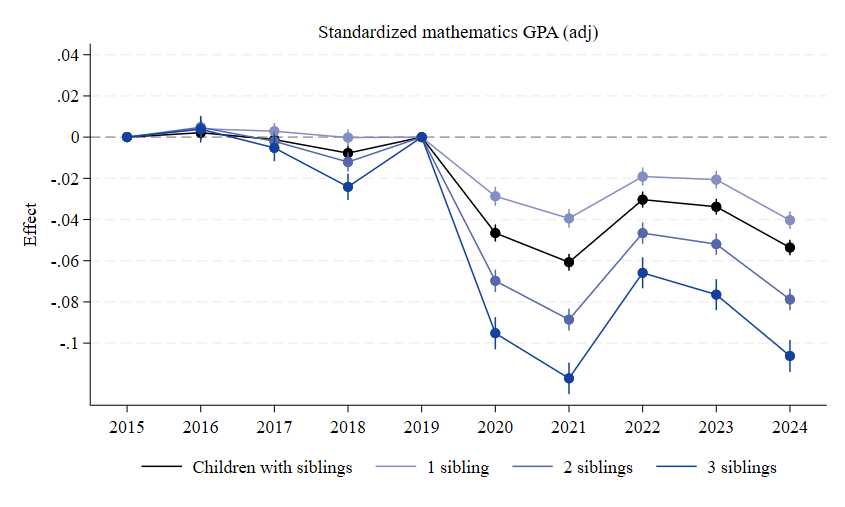 Standardized mathematics GPA (adj)
.04
.02
0
-.02
-.04
-.06
-.08
-.1
Effect
2015 2016 2017 2018 2019 2020 2021 2022 2023 2024
Children with siblings 1 sibling 2 siblings 3 siblings